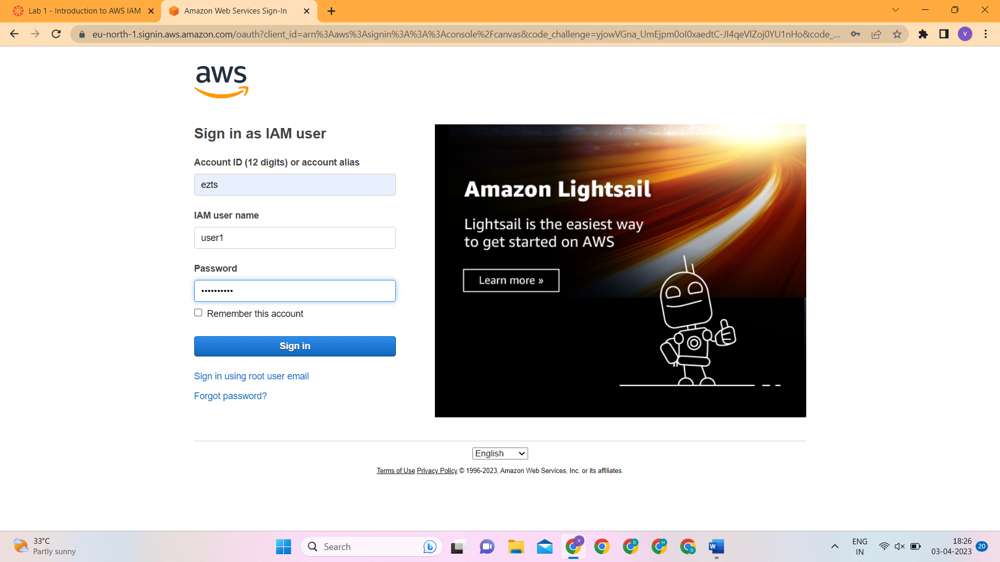 Lab 1 - Introduction to AWS IAM
Amazon Web Services Sign-In
eu-north-1.signin.aws.amazon.com/oauth?client_id=arn%3Aaws%3Asignin%3A%3A%3Aconsole%2Fcanvas&code_challenge=yjowVGna_UmEjpm0oI0xaedtC-JI4qeVlZoj0YU1nHo&code_...
V
aws
Sign in as IAM user
Account ID (12 digits) or account alias
ezts
IAM user name
user1
Password
••••••••••
Remember this account
Sign in
Sign in using root user email
Forgot password?
Amazon Lightsail
Lightsail is the easiest way
to get started on AWS
Learn more »
English
Terms of Use Privacy Policy © 1996-2023, Amazon Web Services, Inc. or its affiliates.
33°C
Partly sunny
Search
V
D
H
G
W
ENG
IN
18:26
03-04-2023
20